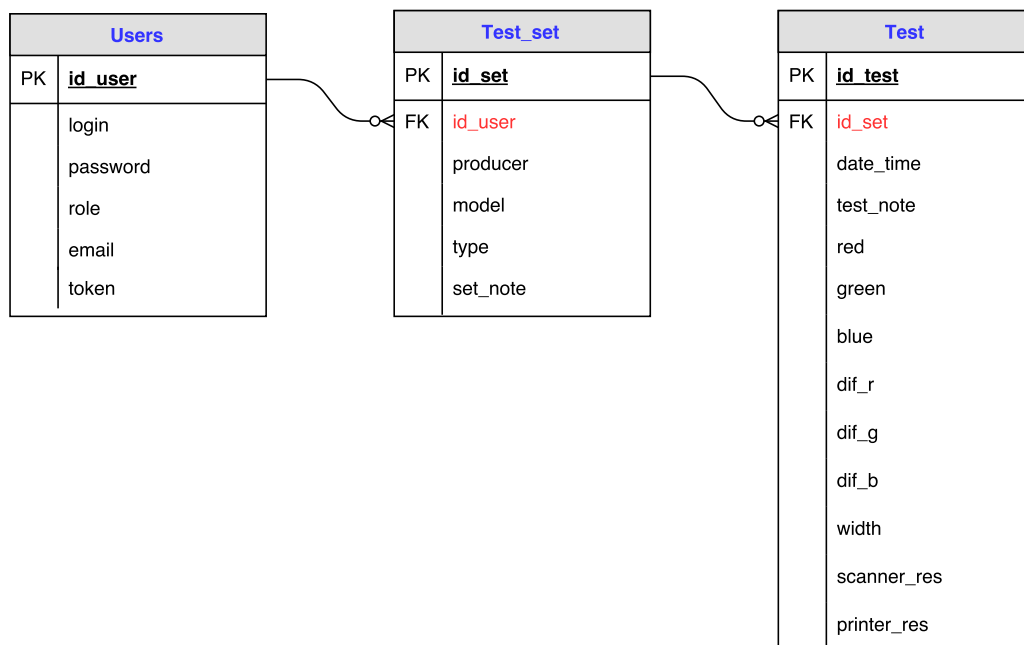 Users
PK id_user
login
password
role
email
token
Test_set
PK id_set
FK id_user
producer
model
type
set_note
Test
PK id_test
FK id_set
date_time
test_note
red
green
blue
dif_r
dif_g
dif_b
width
scanner_res
printer_res